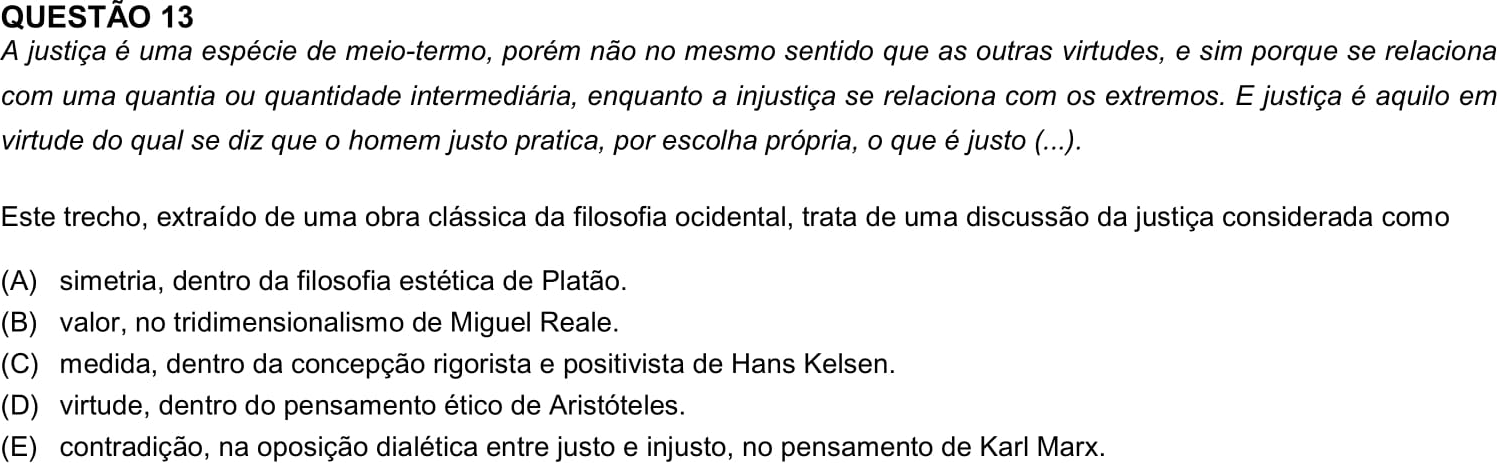 QUESTÃO 13
A justiça é uma espécie de meio-termo, porém não no mesmo sentido que as outras virtudes, e sim porque se relaciona
com uma quantia ou quantidade intermediária, enquanto a injustiça se relaciona com os extremos. E justiça é aquilo em
virtude do qual se diz que o homem justo pratica, por escolha própria, o que é justo (...).
Este trecho, extraído de uma obra clássica da filosofia ocidental, trata de uma discussão da justiça considerada como
(A) simetria, dentro da filosofia estética de Platão.
(B) valor, no tridimensionalismo de Miguel Reale.
(C) medida, dentro da concepção rigorista e positivista de Hans Kelsen.
(D) virtude, dentro do pensamento ético de Aristóteles.
(E) contradição, na oposição dialética entre justo e injusto, no pensamento de Karl Marx.